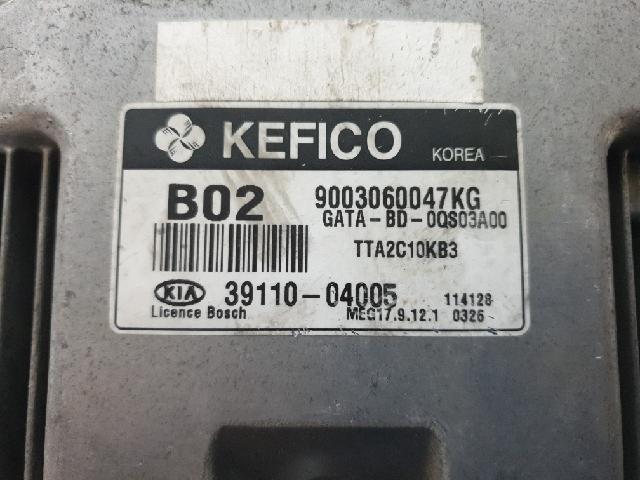 KEFICO KOREA
B02 9003060047KG
GATA-BD-0QS03A00
TTA2C10KB3
KIA 39110-04005 114128
Licence Bosch MEG17.9.12.1 0326